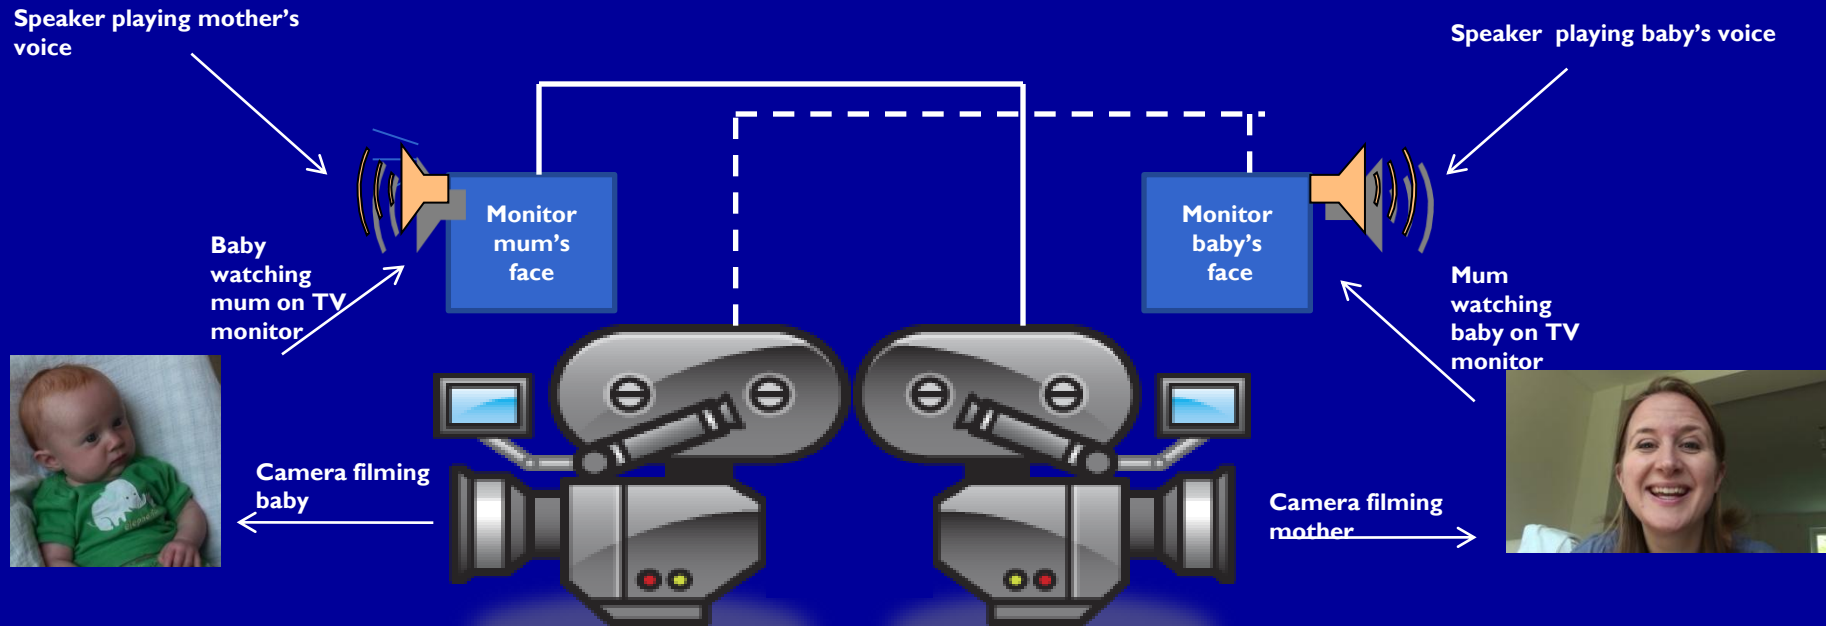 Speaker playing mother's
voice
Speaker playing baby's voice
Monitor
mum's
face
Monitor
baby's
face
Baby
watching
mum on TV
monitor
Mum
watching
baby on TV
monitor
Camera filming
baby
Camera filming
mother